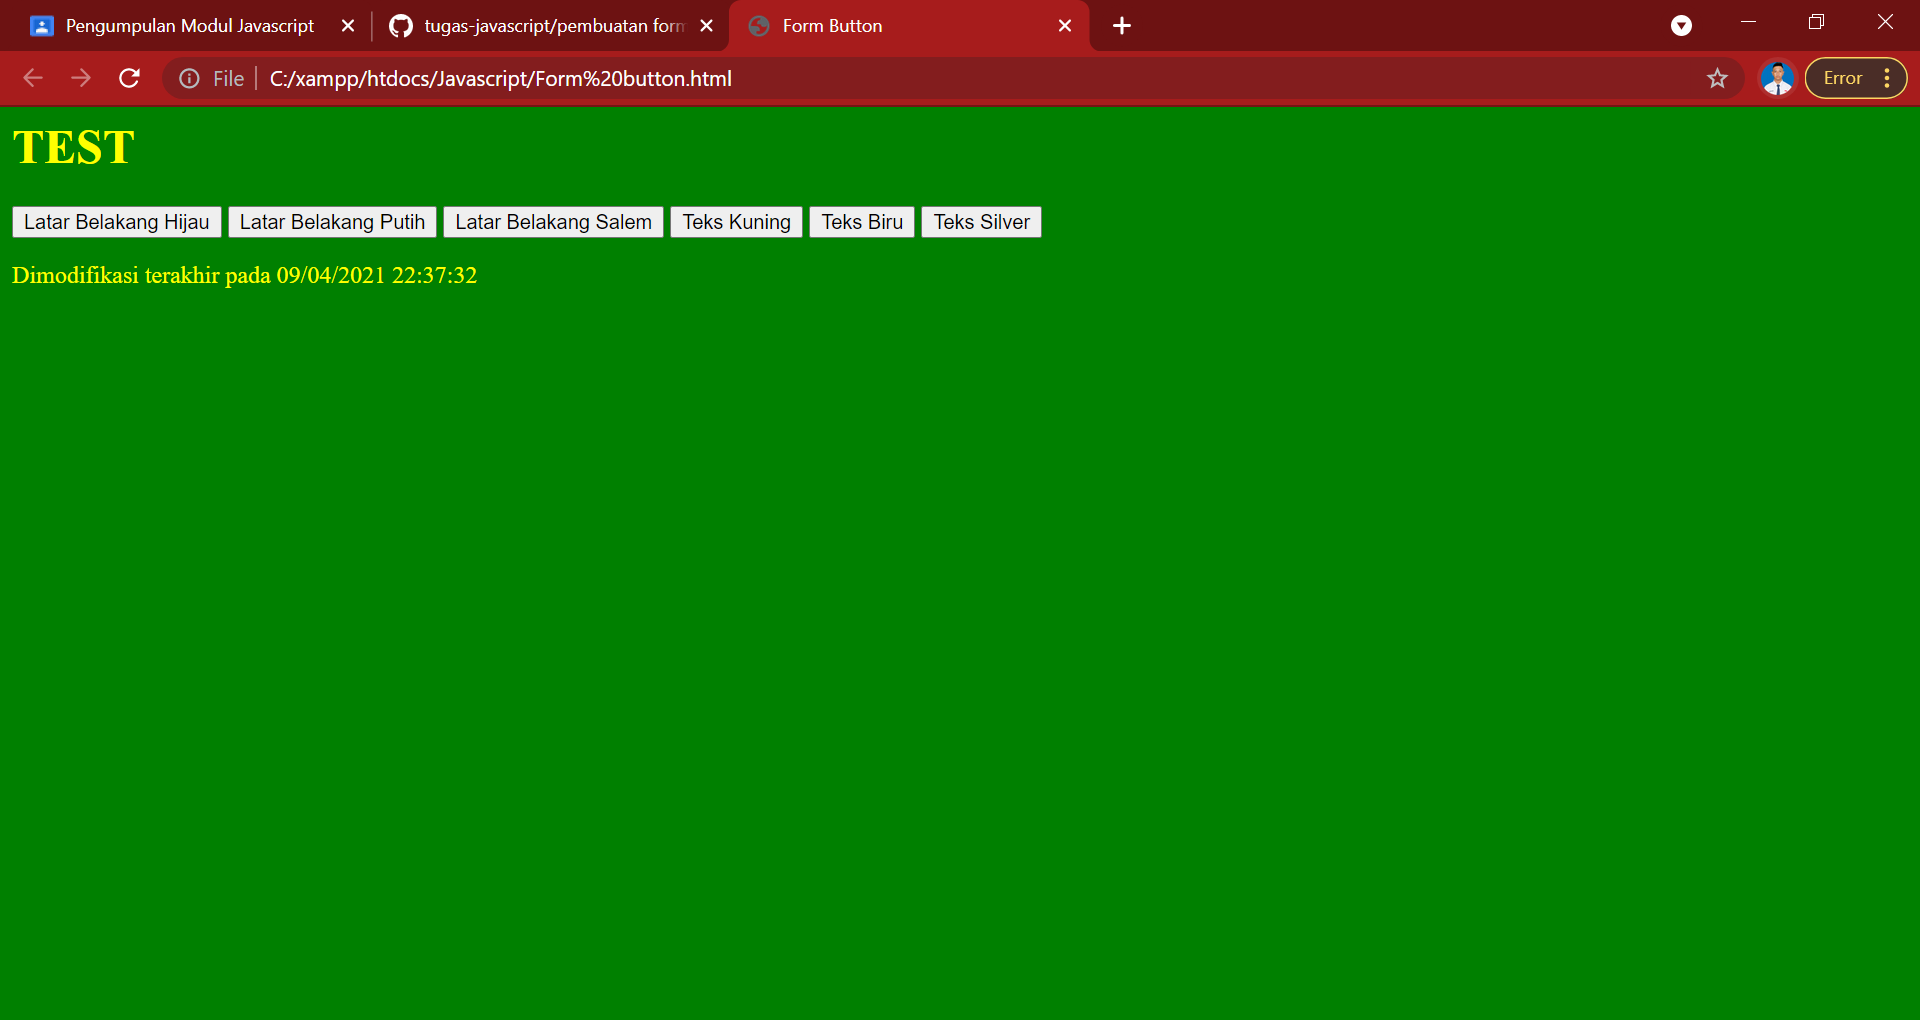 Pengumpulan Modul Javascript
tugas-javascript/pembuatan form
Form Button
File
C:/xampp/htdocs/Javascript/Form%20button.html
Error
TEST
Latar Belakang Hijau Latar Belakang Putih Latar Belakang Salem Teks Kuning Teks Biru Teks Silver
Dimodifikasi terakhir pada 09/04/2021 22:37:32